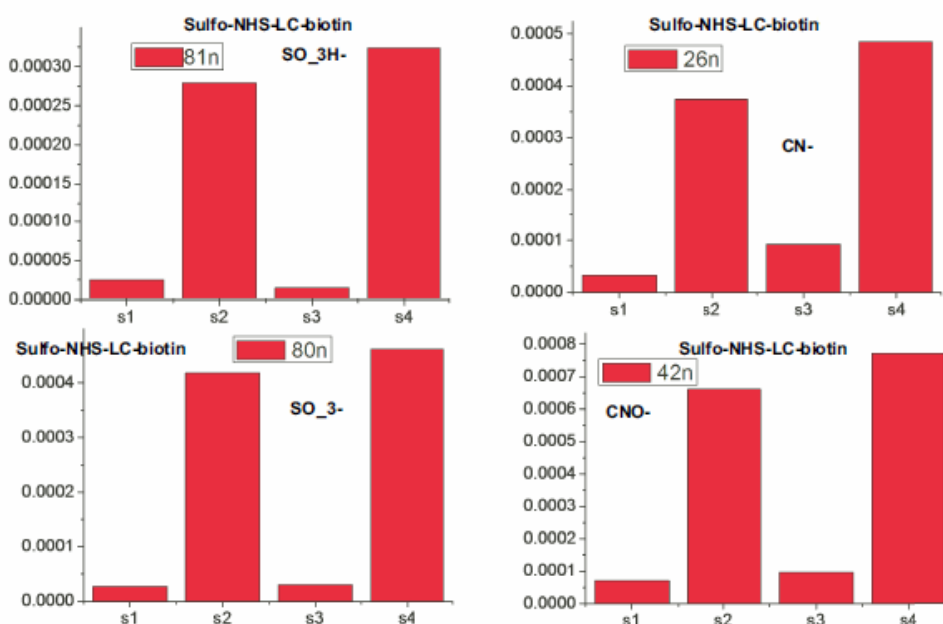 Sulfo-NHS-LC-biotin
81n
SO_3H-
0.00030
0.00025
0.00020
0.00015
0.00010
0.00005
0.00000
s1 s2 s3 s4
Sulfo-NHS-LC-biotin
26n
CN-
0.0005
0.0004
0.0003
0.0002
0.0001
0.0000
s1 s2 s3 s4
Sulfo-NHS-LC-biotin
80n
SO_3-
0.0004
0.0003
0.0002
0.0001
0.0000
s1 s2 s3 s4
Sulfo-NHS-LC-biotin
42n
CNO-
0.0008
0.0007
0.0006
0.0005
0.0004
0.0003
0.0002
0.0001
0.0000
s1 s2 s3 s4